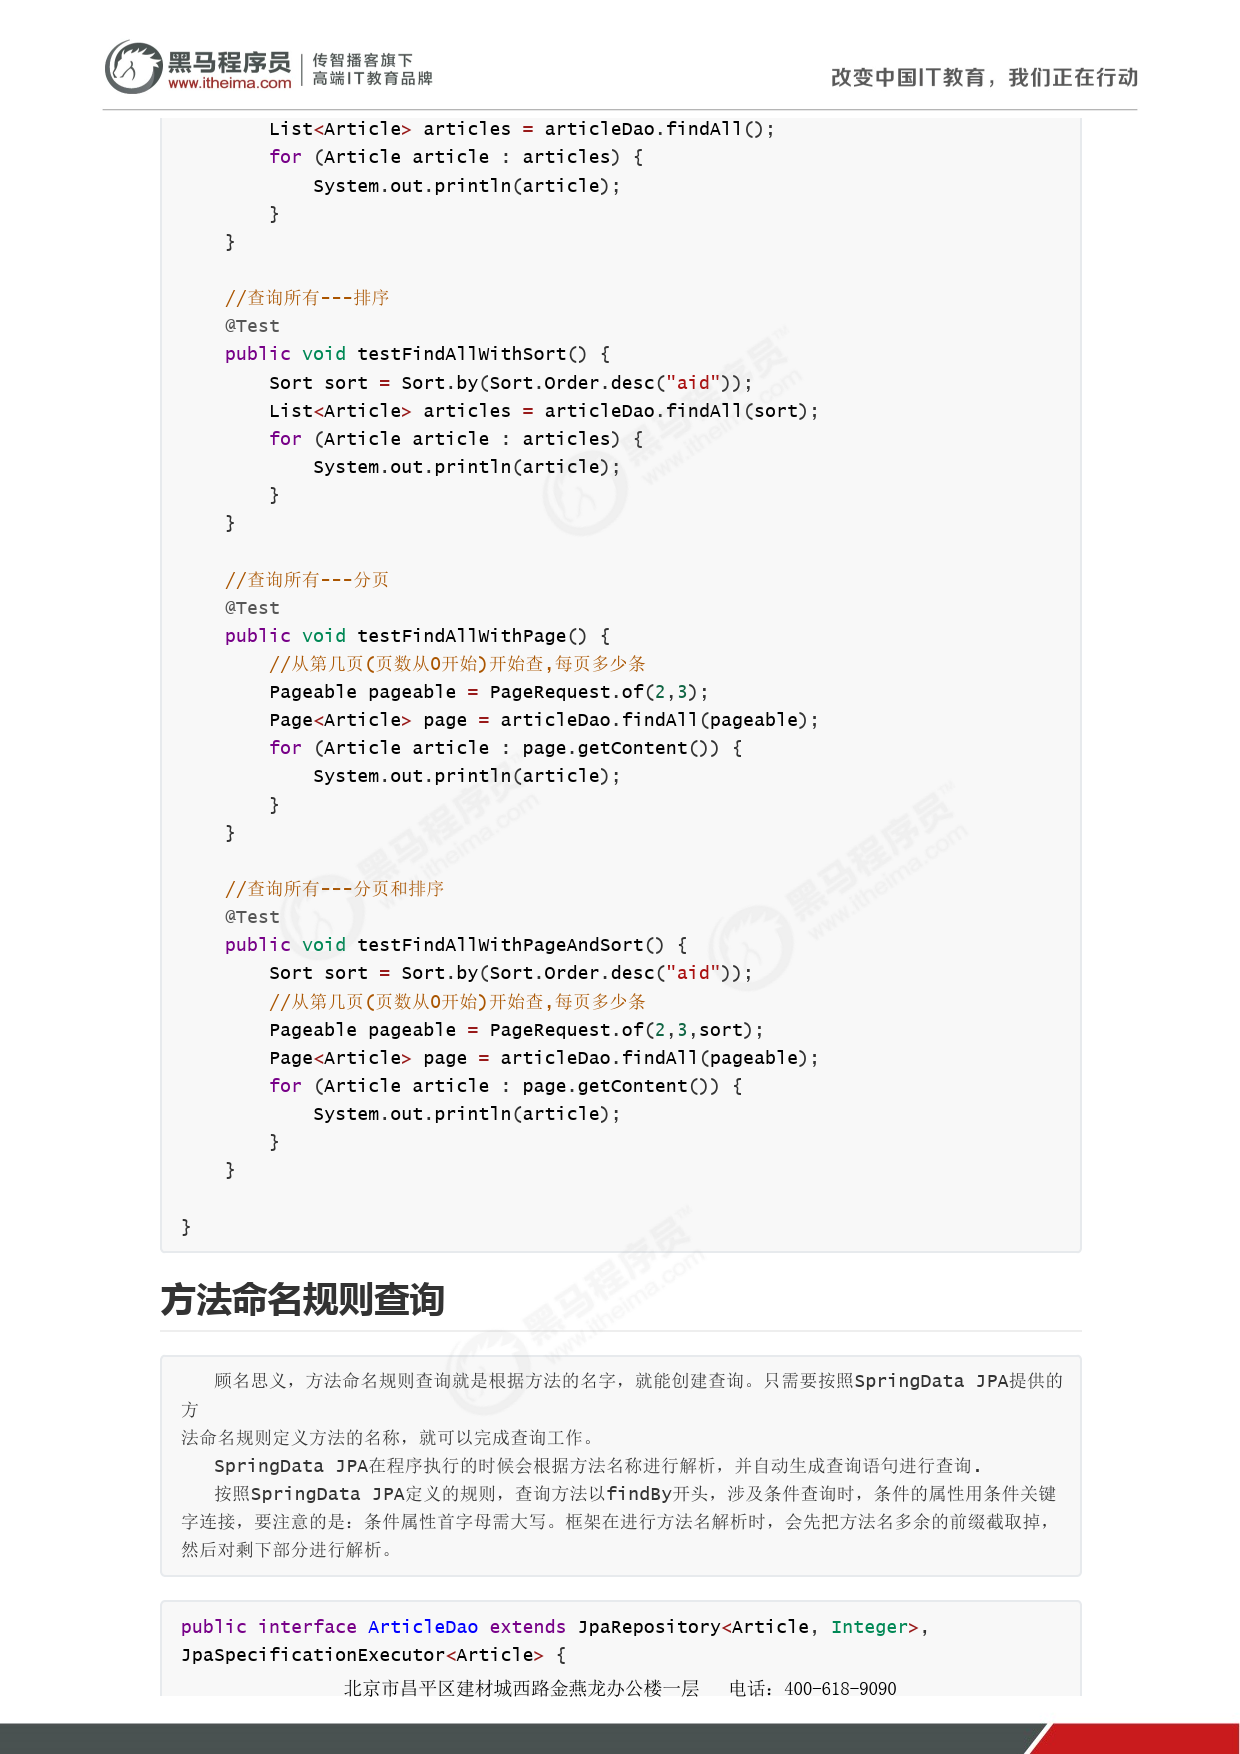 黑马程序员
www.itheima.com
传智播客旗下
高端IT教育品牌
改变中国IT教育，我们正在行动
        List<Article> articles = articleDao.findAll();
        for (Article article : articles) {
            System.out.println(article);
        }
    }
    //查询所有---排序
    @Test
    public void testFindAllWithSort() {
        Sort sort = Sort.by(Sort.Order.desc("aid"));
        List<Article> articles = articleDao.findAll(sort);
        for (Article article : articles) {
            System.out.println(article);
        }
    }
    //查询所有---分页
    @Test
    public void testFindAllWithPage() {
        //从第几页(页数从0开始)开始查,每页多少条
        Pageable pageable = PageRequest.of(2,3);
        Page<Article> page = articleDao.findAll(pageable);
        for (Article article : page.getContent()) {
            System.out.println(article);
        }
    }
    //查询所有---分页和排序
    @Test
    public void testFindAllWithPageAndSort() {
        Sort sort = Sort.by(Sort.Order.desc("aid"));
        //从第几页(页数从0开始)开始查,每页多少条
        Pageable pageable = PageRequest.of(2,3,sort);
        Page<Article> page = articleDao.findAll(pageable);
        for (Article article : page.getContent()) {
            System.out.println(article);
        }
    }
}
方法命名规则查询
顾名思义，方法命名规则查询就是根据方法的名字，就能创建查询。只需要按照SpringData JPA提供的
方
法命名规则定义方法的名称，就可以完成查询工作。
SpringData JPA在程序执行的时候会根据方法名称进行解析，并自动生成查询语句进行查询.
按照SpringData JPA定义的规则，查询方法以findBy开头，涉及条件查询时，条件的属性用条件关键
字连接，要注意的是：条件属性首字母需大写。框架在进行方法名解析时，会先把方法名多余的前缀截取掉，
然后对剩下部分进行解析。
public interface ArticleDao extends JpaRepository<Article, Integer>,
JpaSpecificationExecutor<Article> {
北京市昌平区建材城西路金燕龙办公楼一层 电话：400-618-9090